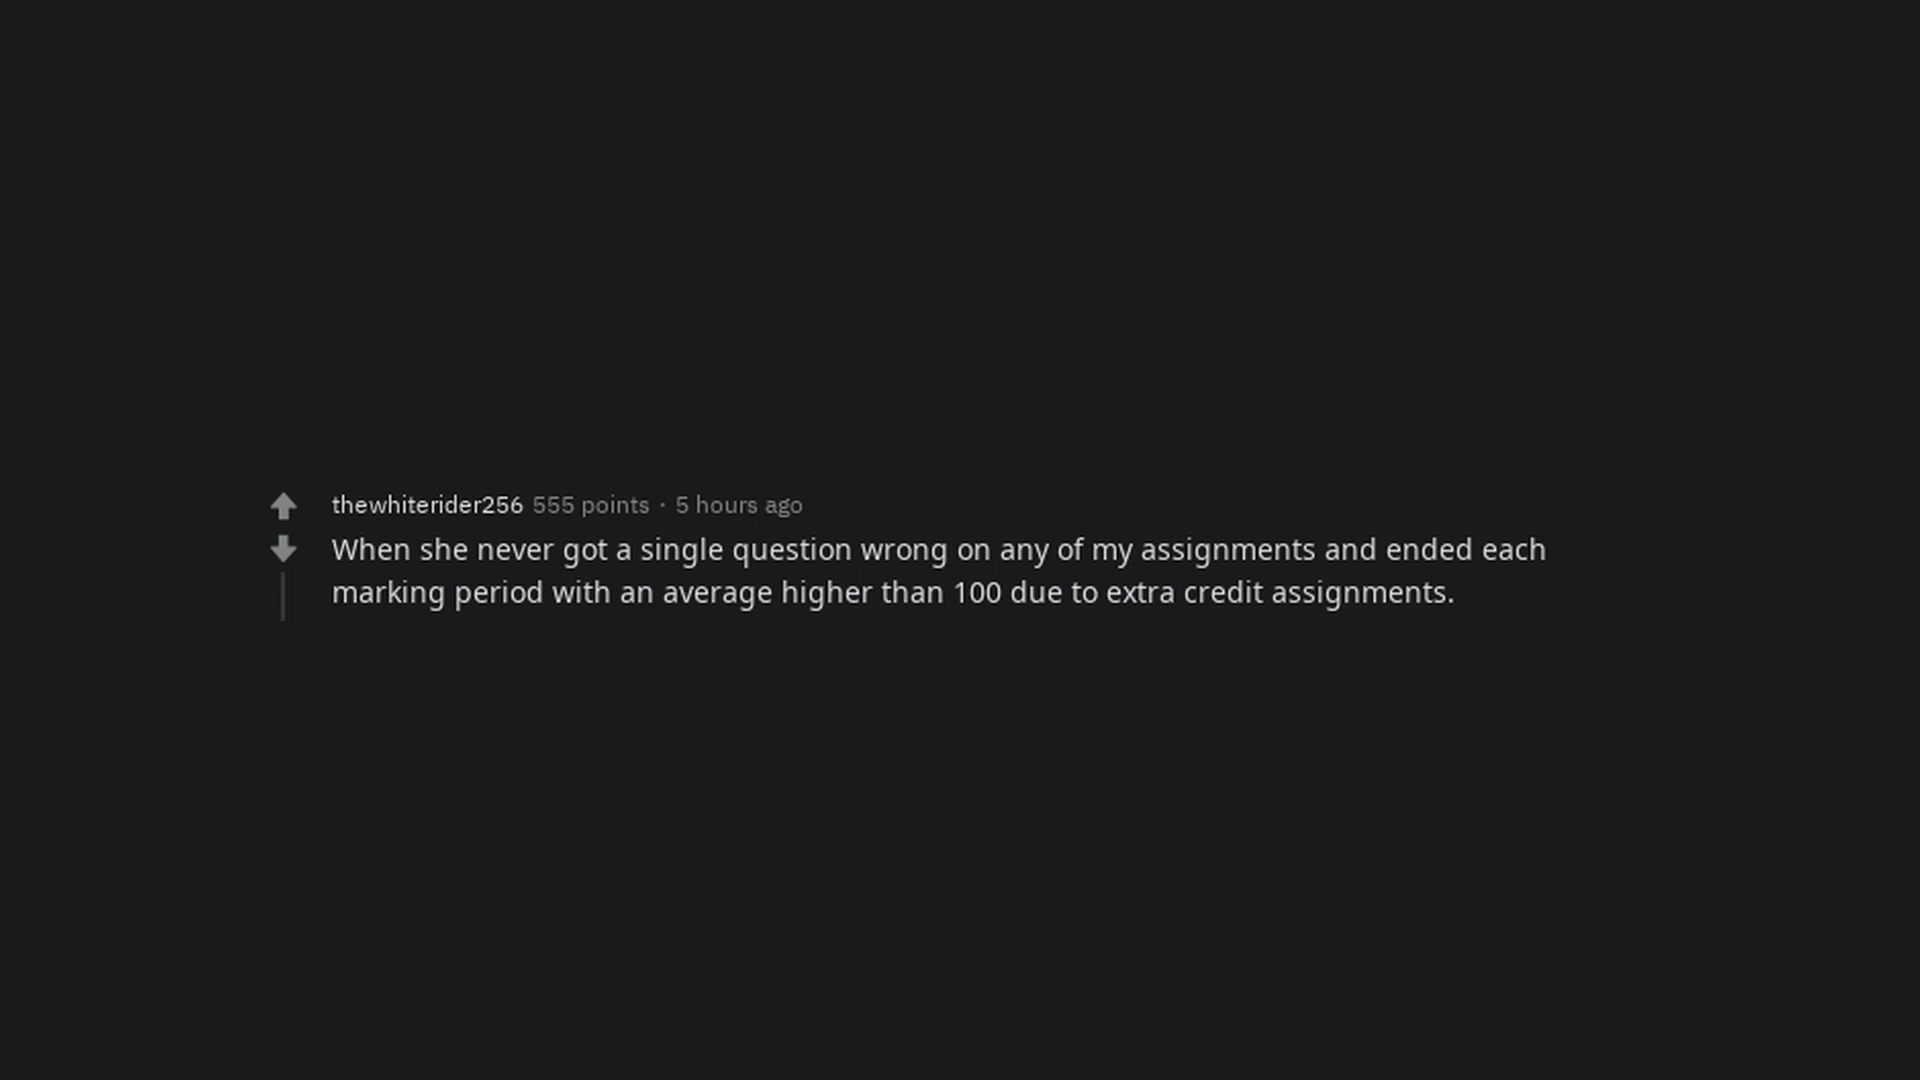 thewhiterider256 555 points · 5 hours ago
When she never got a single question wrong on any of my assignments and ended each
marking period with an average higher than 100 due to extra credit assignments.